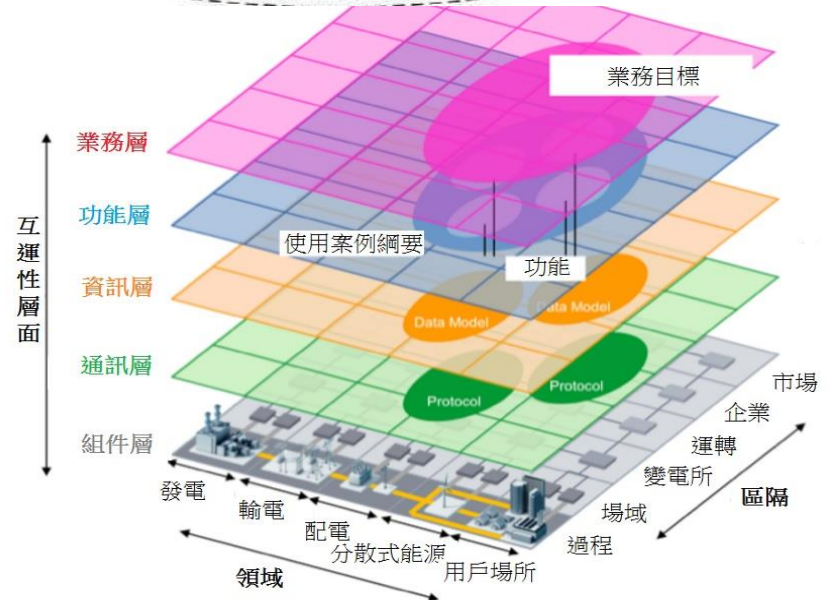 業務目標
業務層
功能層
使用案例綱要
功能
資訊層
Data Model
Data Model
通訊層
Protocol
Protocol
組件層
互運性層面
市場
企業
運轉
變電所
場域
過程
區隔
發電
輸電
配電
分散式能源
用戶場所
領域